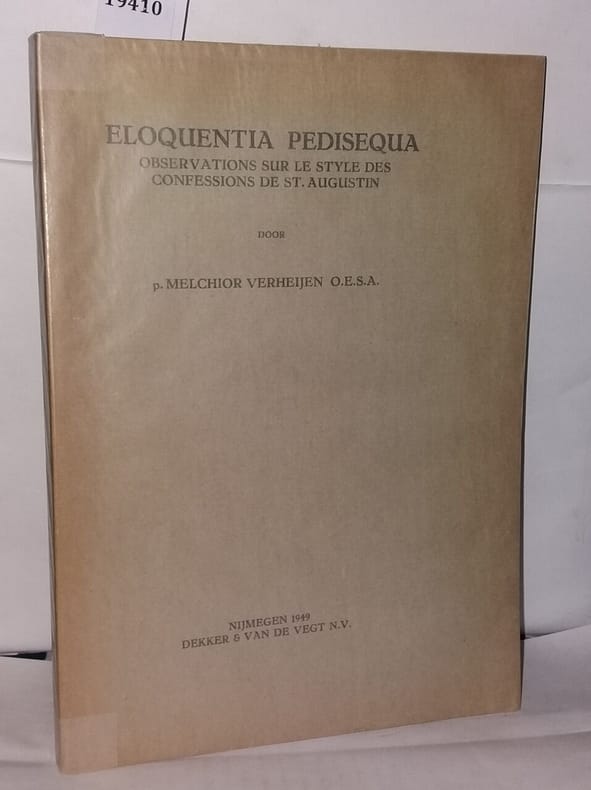 19410
ELOQUENTIA PEDISEQUA
OBSERVATIONS SUR LE STYLE DES
CONFESSIONS DE ST. AUGUSTIN
DOOR
p. MELCHIOR VERHEIJEN O.E.S.A.
NIJMEGEN 1949
DEKKER & VAN DE VEGT N.V.